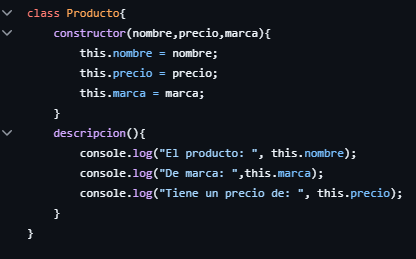 class Producto{
    constructor(nombre,precio,marca){
        this.nombre = nombre;
        this.precio = precio;
        this.marca = marca;
    }
    descripcion(){
        console.log("El producto: ", this.nombre);
        console.log("De marca: ",this.marca);
        console.log("Tiene un precio de: ", this.precio);
    }
}